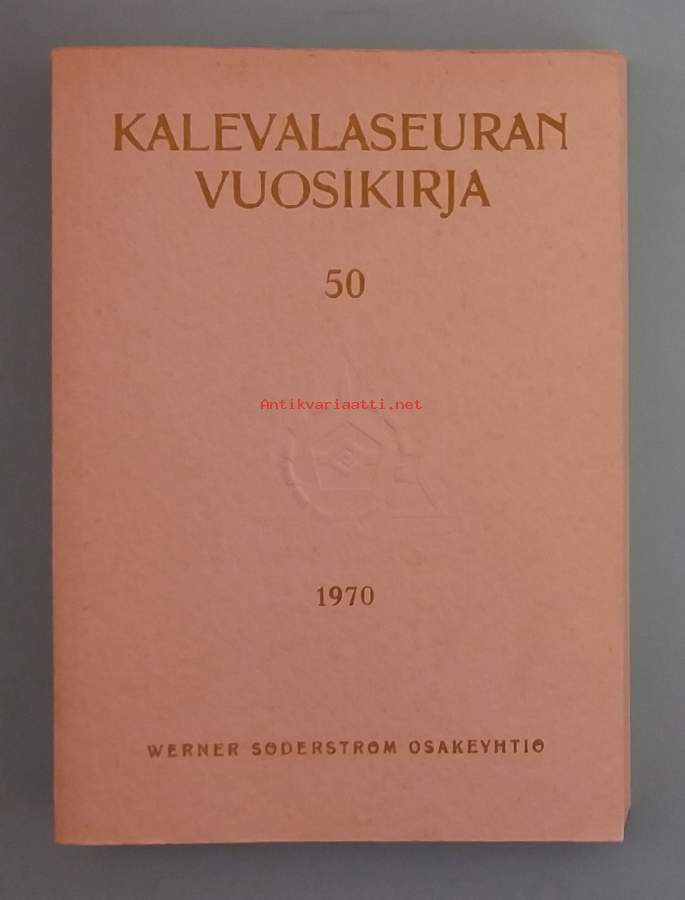 KALEVALASEURAN
VUOSIKIRJA
50
Antikvariaatti.net
1970
WERNER SÖDERSTRÖM OSAKEYHTIÖ